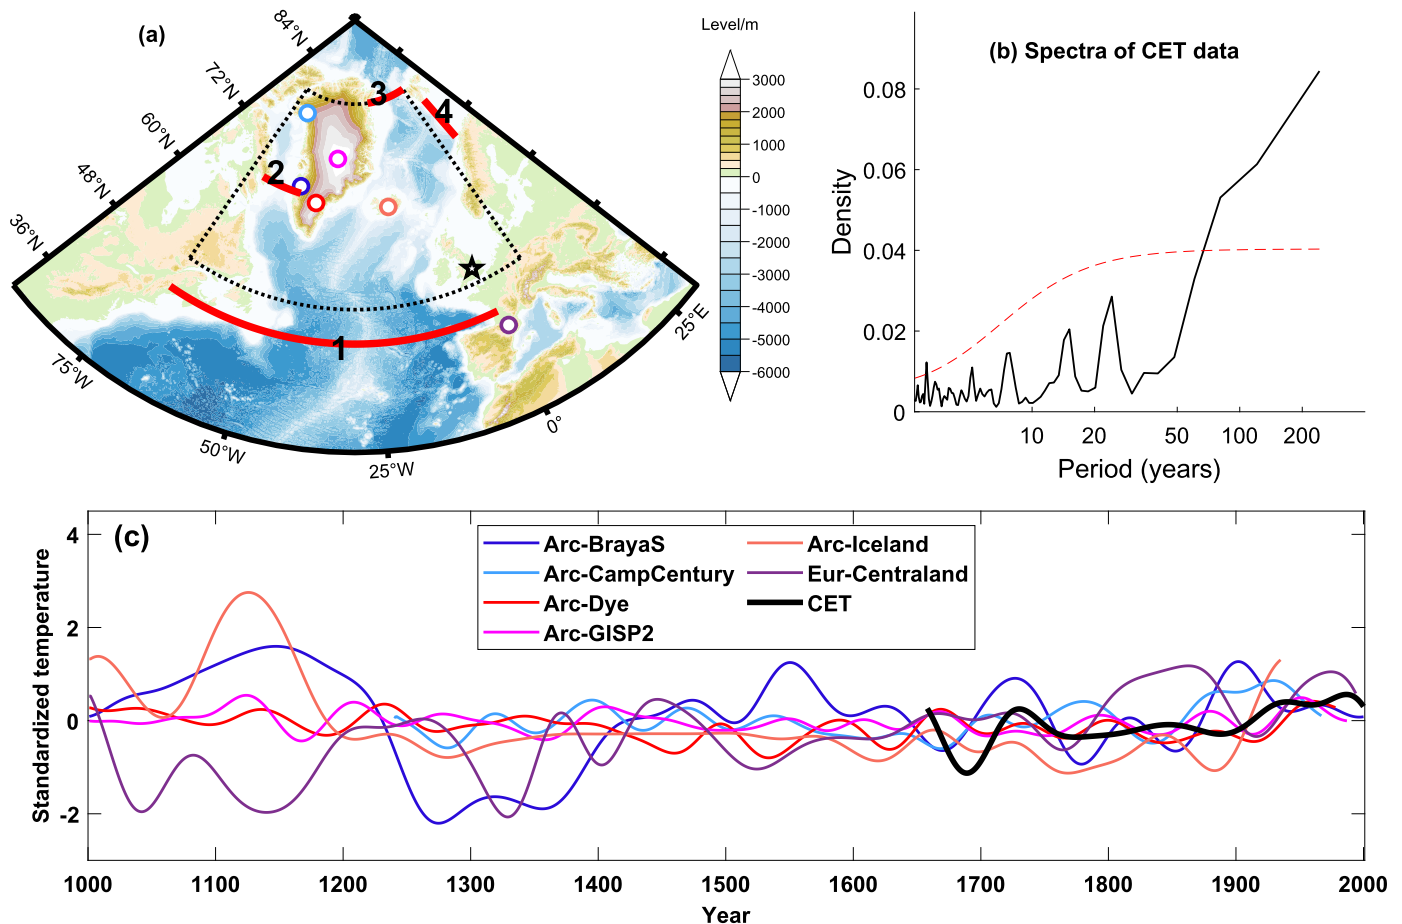 (a)
84°N
72°N
60°N
48°N
36°N
75°W
50°W
25°W
0°
25°E
1
2
3
4
Level/m
3000
2000
1000
0
-1000
-2000
-3000
-4000
-5000
-6000
(b) Spectra of CET data
Density
0.08
0.06
0.04
0.02
0
10 20 50 100 200
Period (years)
(c)
Arc-BrayaS
Arc-CampCentury
Arc-Dye
Arc-GISP2
Arc-Iceland
Eur-Centraland
CET
Standardized temperature
4
2
0
-2
1000 1100 1200 1300 1400 1500 1600 1700 1800 1900 2000
Year